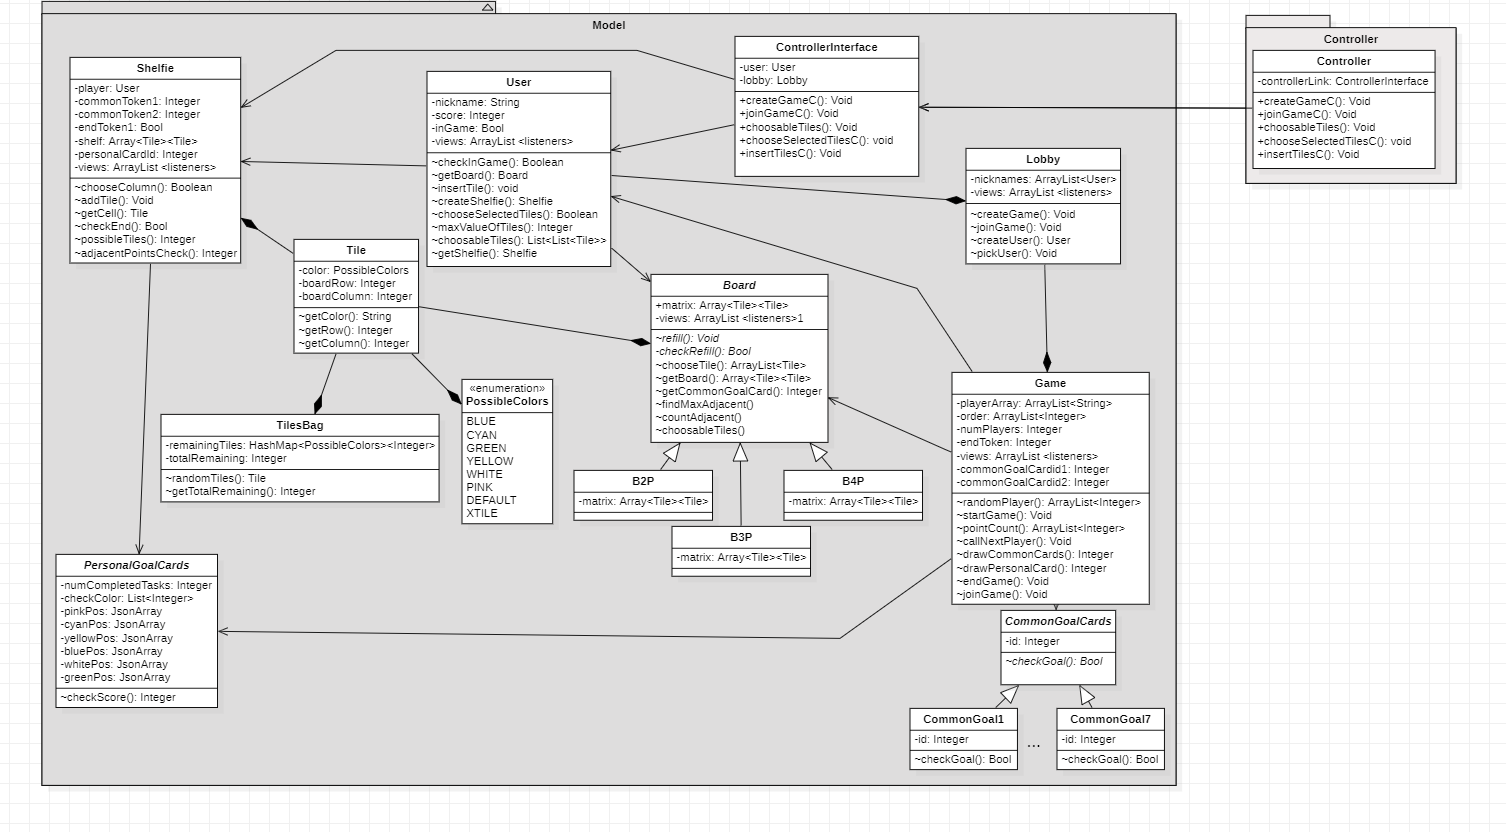 Model
Shelfie
-player: User
-commonToken1: Integer
-commonToken2: Integer
-endToken1: Bool
-shelf: Array<Tile><Tile>
-personalCardId: Integer
-views: ArrayList <listeners>
~chooseColumn(): Boolean
~addTile(): Void
~getCell(): Tile
~checkEnd(): Bool
~possibleTiles(): Integer
~adjacentPointsCheck(): Integer
User
-nickname: String
-score: Integer
-inGame: Bool
-views: ArrayList <listeners>
~checkInGame(): Boolean
~getBoard(): Board
~insertTile(): void
~createShelfie(): Shelfie
~chooseSelectedTiles(): Boolean
~maxValueOfTiles(): Integer
~choosableTiles(): List<List<Tile>>
~getShelfie(): Shelfie
ControllerInterface
-user: User
-lobby: Lobby
+createGameC(): Void
+joinGameC(): Void
+choosableTiles(): Void
+chooseSelectedTilesC(): void
+insertTilesC(): Void
Controller
Controller
-controllerLink: ControllerInterface
+createGameC(): Void
+joinGameC(): Void
+choosableTiles(): Void
+chooseSelectedTilesC(): void
+insertTilesC(): Void
Lobby
-nicknames: ArrayList<User>
-views: ArrayList <listeners>
~createGame(): Void
~joinGame(): Void
~createUser(): User
~pickUser(): Void
Tile
-color: PossibleColors
-boardRow: Integer
-boardColumn: Integer
~getColor(): String
~getRow(): Integer
~getColumn(): Integer
Board
+matrix: Array<Tile><Tile>
-views: ArrayList <listeners>1
~refill(): Void
-checkRefill(): Bool
~chooseTile(): ArrayList<Tile>
~getBoard(): Array<Tile><Tile>
~getCommonGoalCard(): Integer
~findMaxAdjacent()
~countAdjacent()
~choosableTiles()
TilesBag
-remainingTiles: HashMap<PossibleColors><Integer>
-totalRemaining: Integer
~randomTiles(): Tile
~getTotalRemaining(): Integer
«enumeration»
PossibleColors
BLUE
CYAN
GREEN
YELLOW
WHITE
PINK
DEFAULT
XTILE
B2P
-matrix: Array<Tile><Tile>
B4P
-matrix: Array<Tile><Tile>
B3P
-matrix: Array<Tile><Tile>
Game
-playerArray: ArrayList<String>
-order: ArrayList<Integer>
-numPlayers: Integer
-endToken: Integer
-views: ArrayList <listeners>
-commonGoalCardid1: Integer
-commonGoalCardid2: Integer
~randomPlayer(): ArrayList<Integer>
~startGame(): Void
~pointCount(): ArrayList<Integer>
~callNextPlayer(): Void
~drawCommonCards(): Integer
~drawPersonalCard(): Integer
~endGame(): Void
~joinGame(): Void
PersonalGoalCards
-numCompletedTasks: Integer
-checkColor: List<Integer>
-pinkPos: JsonArray
-cyanPos: JsonArray
-yellowPos: JsonArray
-bluePos: JsonArray
-whitePos: JsonArray
-greenPos: JsonArray
~checkScore(): Integer
CommonGoalCards
-id: Integer
~checkGoal(): Bool
CommonGoal1
-id: Integer
~checkGoal(): Bool
...
CommonGoal7
-id: Integer
~checkGoal(): Bool